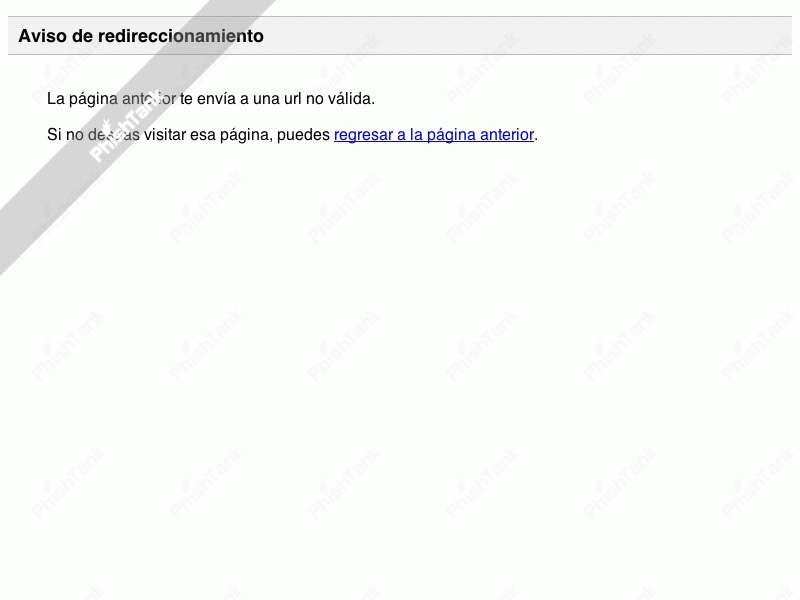 Aviso de redireccionamiento
La página anterior te envía a una url no válida.
Si no deseas visitar esa página, puedes regresar a la página anterior.
PhishTank